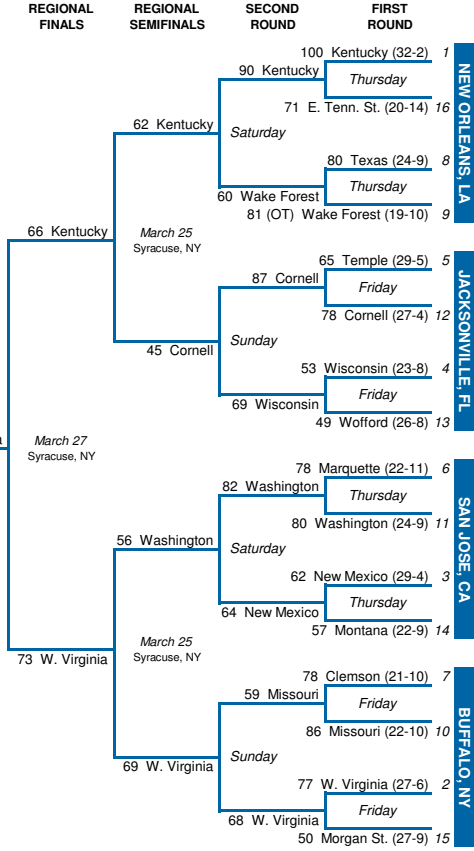 REGIONAL FINALS
REGIONAL SEMIFINALS
SECOND ROUND
FIRST ROUND
100 Kentucky (32-2) 1
90 Kentucky
Thursday
71 E. Tenn. St. (20-14) 16
62 Kentucky
Saturday
80 Texas (24-9) 8
Thursday
60 Wake Forest
81 (OT) Wake Forest (19-10) 9
NEW ORLEANS, LA
66 Kentucky
March 25
Syracuse, NY
65 Temple (29-5) 5
87 Cornell
Friday
78 Cornell (27-4) 12
45 Cornell
Sunday
53 Wisconsin (23-8) 4
Friday
69 Wisconsin
49 Wofford (26-8) 13
JACKSONVILLE, FL
March 27
Syracuse, NY
78 Marquette (22-11) 6
82 Washington
Thursday
80 Washington (24-9) 11
56 Washington
Saturday
62 New Mexico (29-4) 3
Thursday
64 New Mexico
57 Montana (22-9) 14
SAN JOSE, CA
73 W. Virginia
March 25
Syracuse, NY
78 Clemson (21-10) 7
59 Missouri
Friday
86 Missouri (22-10) 10
69 W. Virginia
Sunday
77 W. Virginia (27-6) 2
Friday
68 W. Virginia
50 Morgan St. (27-9) 15
BUFFALO, NY